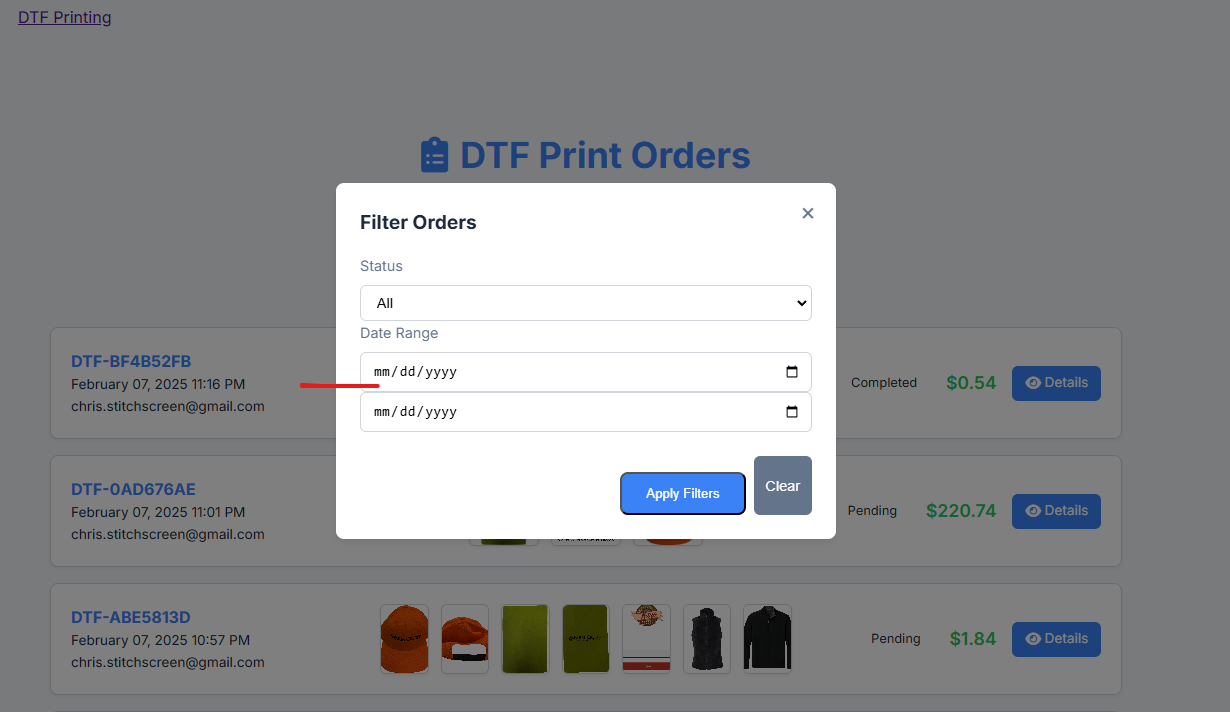 DTF Printing
DTF Print Orders
Filter Orders
×
Status
All
Date Range
mm/dd/yyyy
mm/dd/yyyy
Apply Filters
Clear
DTF-BF4B52FB
February 07, 2025 11:16 PM
chris.stitchscreen@gmail.com
Completed
$0.54
Details
DTF-0AD676AE
February 07, 2025 11:01 PM
chris.stitchscreen@gmail.com
Pending
$220.74
Details
DTF-ABE5813D
February 07, 2025 10:57 PM
chris.stitchscreen@gmail.com
Pending
$1.84
Details